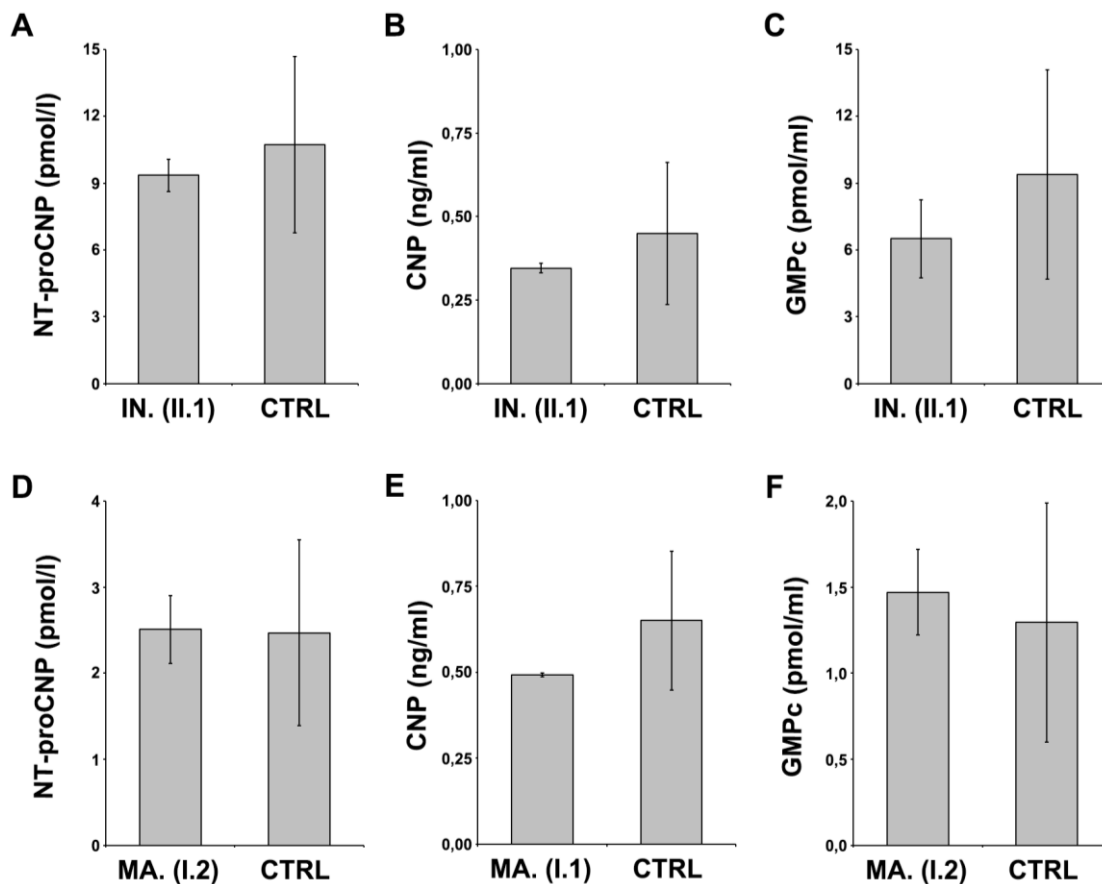 A
NT-proCNP (pmol/l)
15
12
9
6
3
0
IN. (II.1) CTRL
B
CNP (ng/ml)
1,00
0,75
0,50
0,25
0,00
IN. (II.1) CTRL
C
GMPc (pmol/ml)
15
12
9
6
3
0
IN. (II.1) CTRL
D
NT-proCNP (pmol/l)
4
3
2
1
0
MA. (I.2) CTRL
E
CNP (ng/ml)
1,00
0,75
0,50
0,25
0,00
MA. (I.1) CTRL
F
GMPc (pmol/ml)
2,0
1,5
1,0
0,5
0,0
MA. (I.2) CTRL